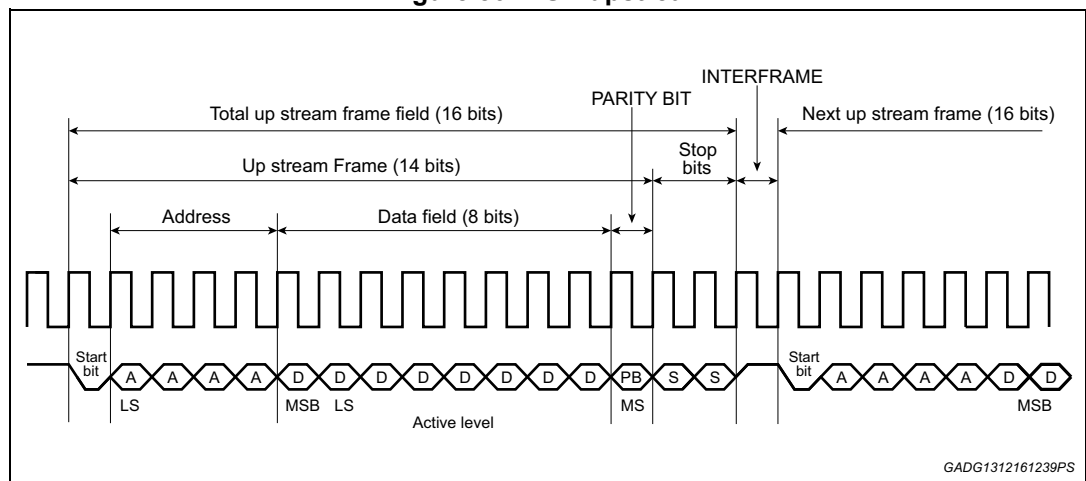 INTERFRAME
PARITY BIT
Total up stream frame field (16 bits)
Next up stream frame (16 bits)
Stop
bits
Up stream Frame (14 bits)
Address
Data field (8 bits)
Start
bit
A A A A D D D D D D D D PB S S
Start
bit
A A A A D D
LS
MSB LS
MS
MSB
Active level
GADG1312161239PS